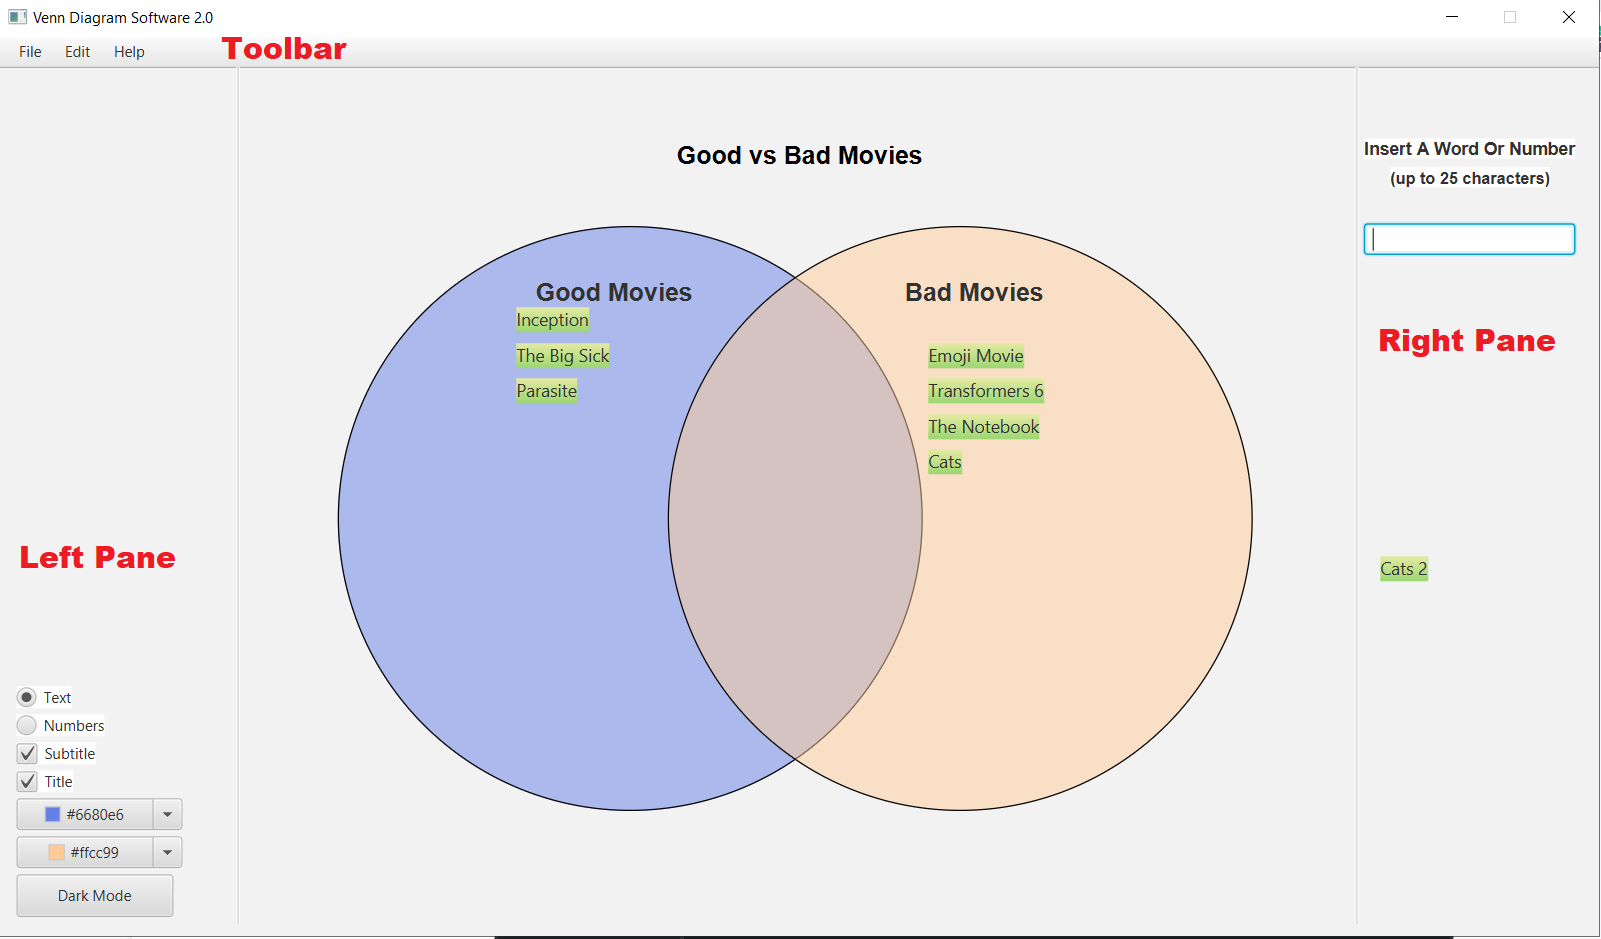 Venn Diagram Software 2.0
File Edit Help
Toolbar
Good vs Bad Movies
Good Movies
Inception
The Big Sick
Parasite
Bad Movies
Emoji Movie
Transformers 6
The Notebook
Cats
Insert A Word Or Number
(up to 25 characters)
Right Pane
Cats 2
Left Pane
Text
Numbers
Subtitle
Title
#6680e6
#ffcc99
Dark Mode